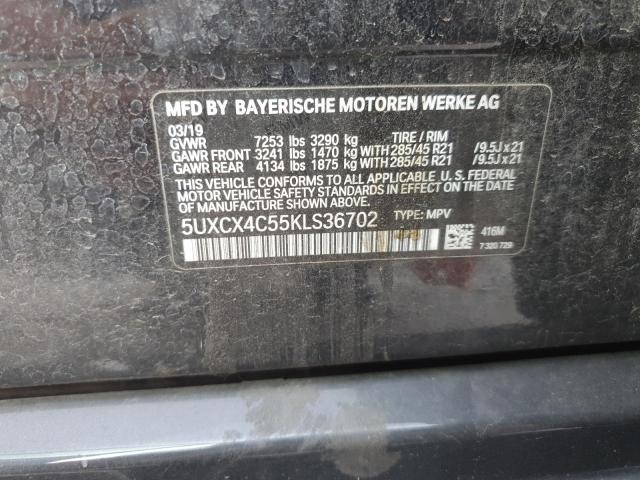 MFD BY BAYERISCHE MOTOREN WERKE AG
03/19
GVWR 7253 lbs 3290 kg TIRE / RIM
GAWR FRONT 3241 lbs 1470 kg WITH 285/45 R21 /9.5J x 21
GAWR REAR 4134 lbs 1875 kg WITH 285/45 R21 /9.5J x 21
THIS VEHICLE CONFORMS TO ALL APPLICABLE U. S. FEDERAL
MOTOR VEHICLE SAFETY STANDARDS IN EFFECT ON THE DATE
OF MANUFACTURE SHOWN ABOVE.
5UXCX4C55KLS36702 TYPE: MPV
416M
7 320 729